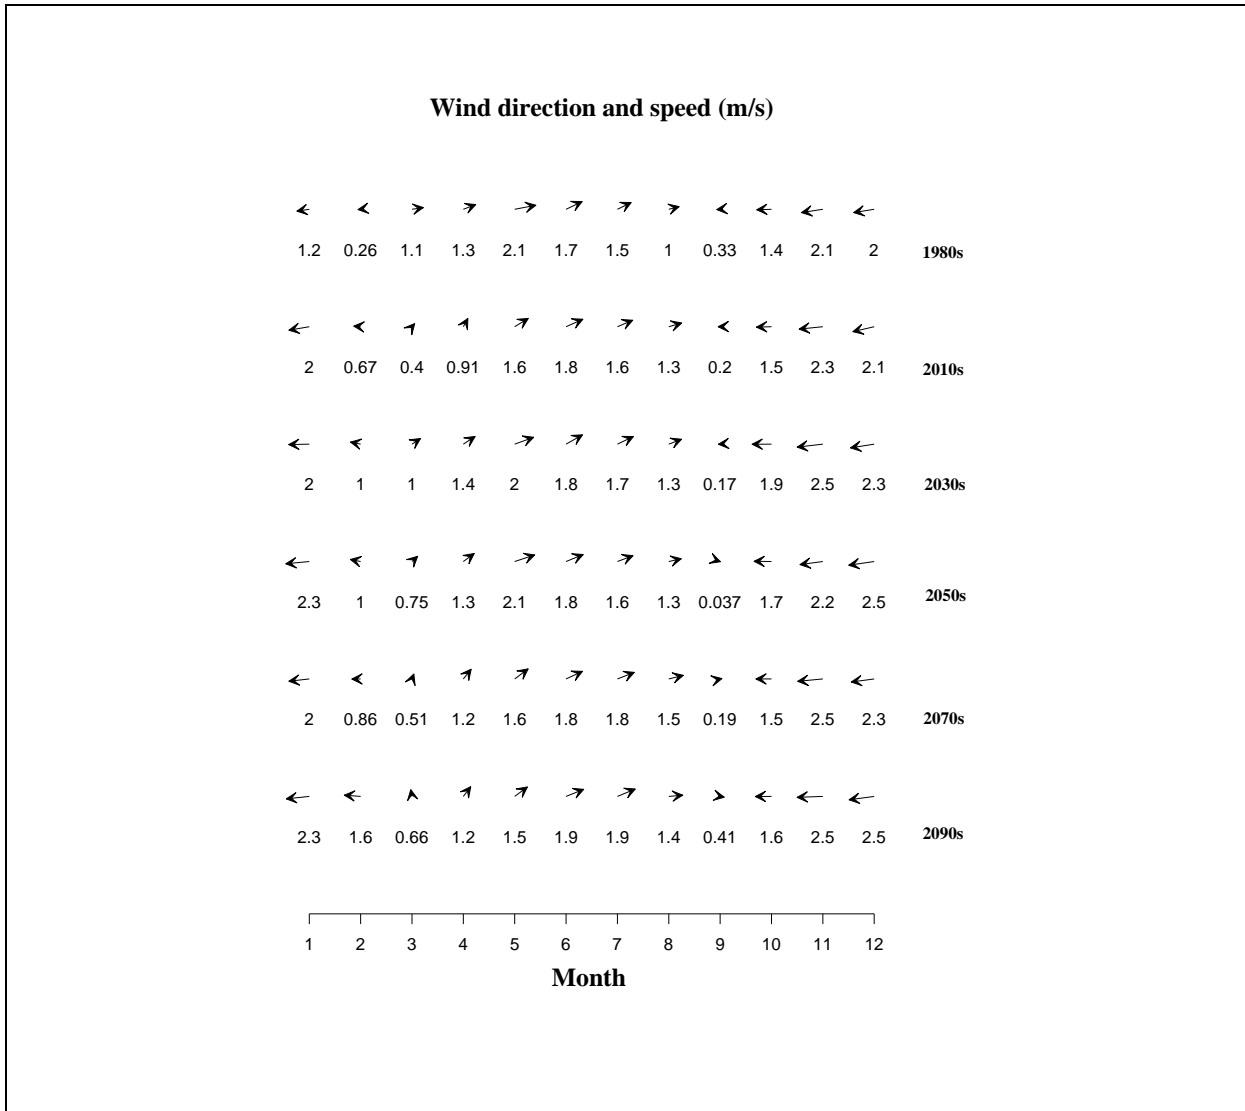 Wind direction and speed (m/s)
1.2 0.26 1.1 1.3 2.1 1.7 1.5 1 0.33 1.4 2.1 2 1980s
2 0.67 0.4 0.91 1.6 1.8 1.6 1.3 0.2 1.5 2.3 2.1 2010s
2 1 1 1.4 2 1.8 1.7 1.3 0.17 1.9 2.5 2.3 2030s
2.3 1 0.75 1.3 2.1 1.8 1.6 1.3 0.037 1.7 2.2 2.5 2050s
2 0.86 0.51 1.2 1.6 1.8 1.8 1.5 0.19 1.5 2.5 2.3 2070s
2.3 1.6 0.66 1.2 1.5 1.9 1.9 1.4 0.41 1.6 2.5 2.5 2090s
1 2 3 4 5 6 7 8 9 10 11 12
Month